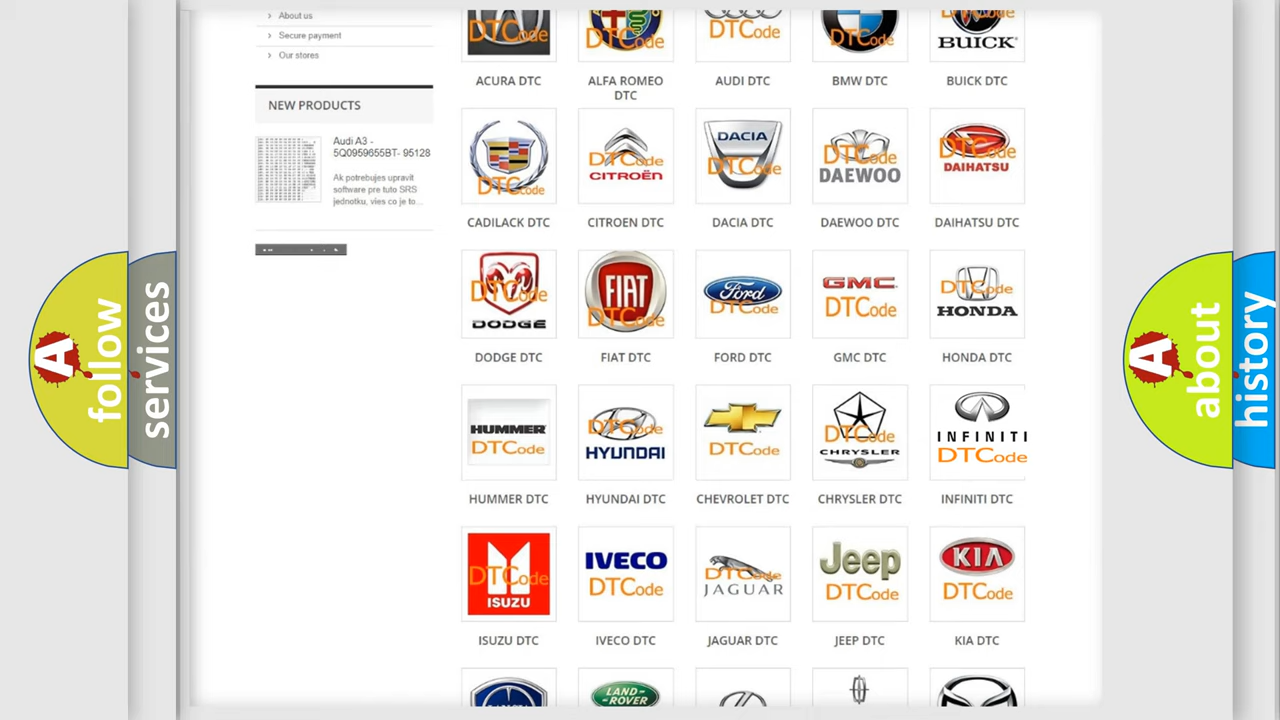 About us
Secure payment
Our stores
NEW PRODUCTS
Audi A3 -
5Q0959655BT- 95128
Ak potrebujes upravit
software pre tuto SRS
jednotku, vies co je to...
DTCode
DTCode
DTCode
DTCode
BUICK
ACURA DTC
ALFA ROMEO
DTC
AUDI DTC
BMW DTC
BUICK DTC
DTCode
DTCode
CITROËN
DACIA
DTCode
DTCode
DAEWOO
DTCode
DAIHATSU
CADILACK DTC
CITROEN DTC
DACIA DTC
DAEWOO DTC
DAIHATSU DTC
DTCode
DODGE
FIAT
DTCode
Ford
DTCode
GMC
DTCode
DTCode
HONDA
DODGE DTC
FIAT DTC
FORD DTC
GMC DTC
HONDA DTC
HUMMER
DTCode
DTCode
HYUNDAI
DTCode
DTCode
CHRYSLER
INFINITI
DTCode
HUMMER DTC
HYUNDAI DTC
CHEVROLET DTC
CHRYSLER DTC
INFINITI DTC
DTCode
ISUZU
IVECO
DTCode
DTCode
JAGUAR
Jeep
DTCode
KIA
DTCode
ISUZU DTC
IVECO DTC
JAGUAR DTC
JEEP DTC
KIA DTC
LAND-
ROVER
A
follow
services
A
about
history